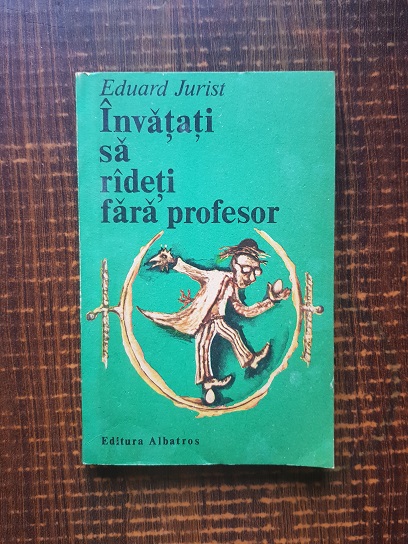 Eduard Jurist
Învățați
să
rîdeți
fără profesor
Editura Albatros